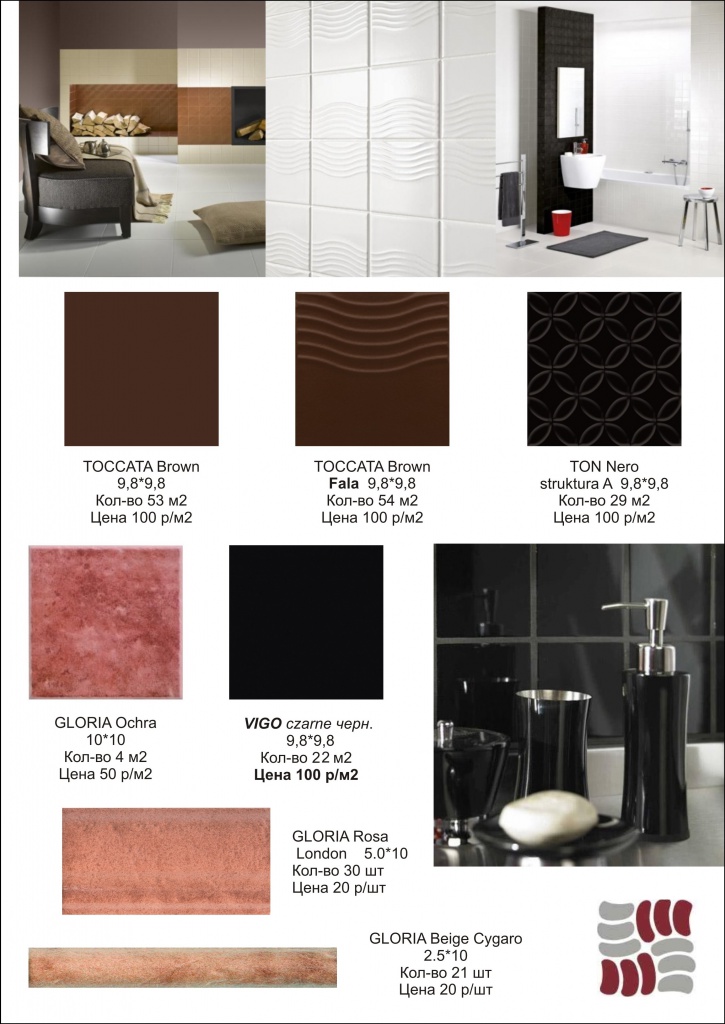 TOCCATA Brown
9,8*9,8
Кол-во 53 м2
Цена 100 р/м2
TOCCATA Brown
Fala 9,8*9,8
Кол-во 54 м2
Цена 100 р/м2
TON Nero
struktura A 9,8*9,8
Кол-во 29 м2
Цена 100 р/м2
GLORIA Ochra
10*10
Кол-во 4 м2
Цена 50 р/м2
VIGO czarne черн.
9,8*9,8
Кол-во 22 м2
Цена 100 р/м2
GLORIA Rosa
London 5.0*10
Кол-во 30 шт
Цена 20 р/шт
GLORIA Beige Cygaro
2.5*10
Кол-во 21 шт
Цена 20 р/шт